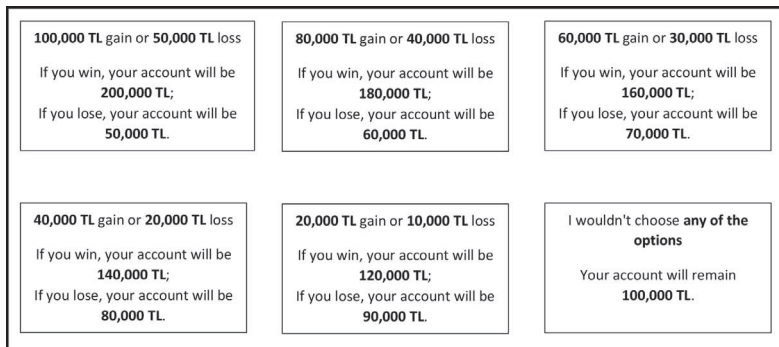 100,000 TL gain or 50,000 TL loss
If you win, your account will be
200,000 TL;
If you lose, your account will be
50,000 TL.
80,000 TL gain or 40,000 TL loss
If you win, your account will be
180,000 TL;
If you lose, your account will be
60,000 TL.
60,000 TL gain or 30,000 TL loss
If you win, your account will be
160,000 TL;
If you lose, your account will be
70,000 TL.
40,000 TL gain or 20,000 TL loss
If you win, your account will be
140,000 TL;
If you lose, your account will be
80,000 TL.
20,000 TL gain or 10,000 TL loss
If you win, your account will be
120,000 TL;
If you lose, your account will be
90,000 TL.
I wouldn't choose any of the
options
Your account will remain
100,000 TL.